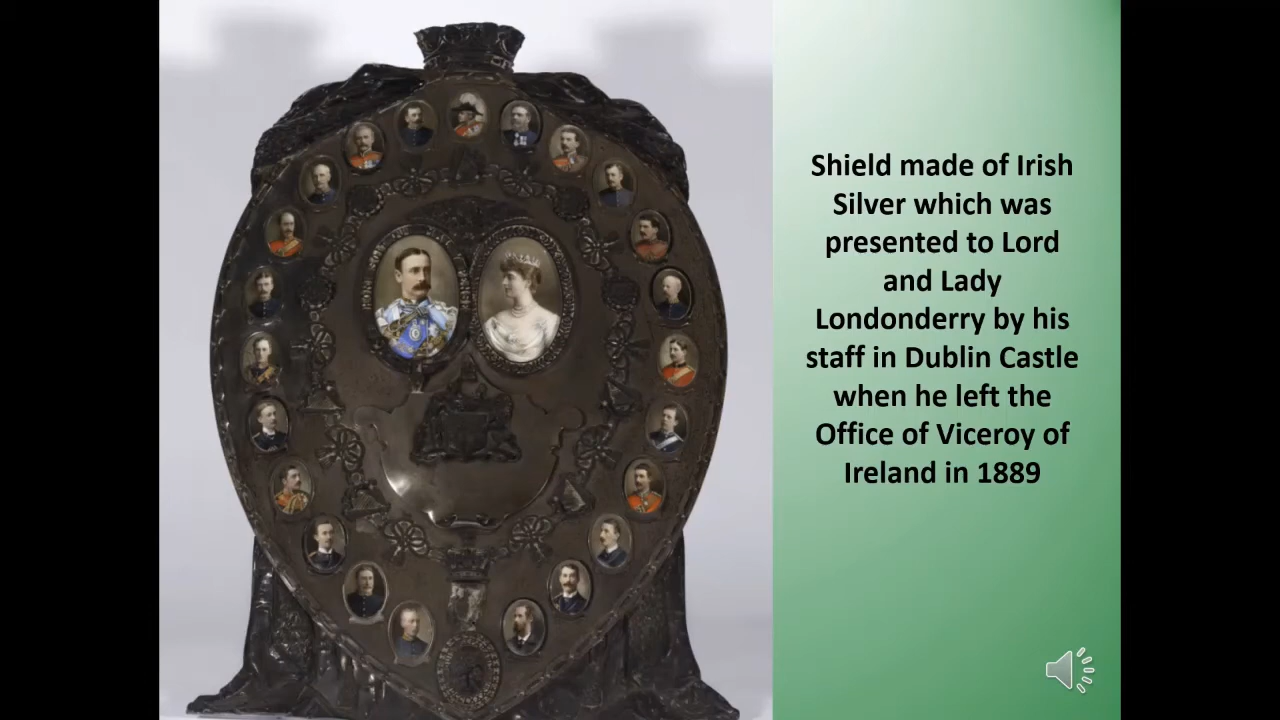 Shield made of Irish
Silver which was
presented to Lord
and Lady
Londonderry by his
staff in Dublin Castle
when he left the
Office of Viceroy of
Ireland in 1889